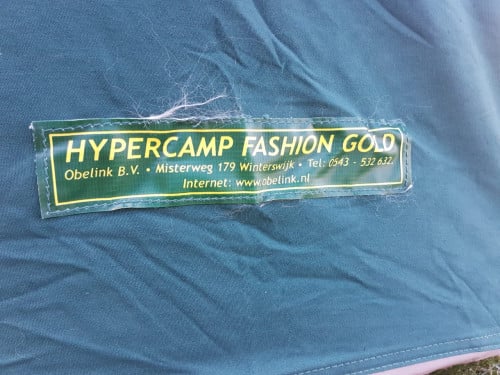 HYPERCAMP FASHION GOLD
Obelink B.V. • Misterweg 179 Winterswijk • Tel: 0543 - 532 632.
Internet: www.obelink.nl